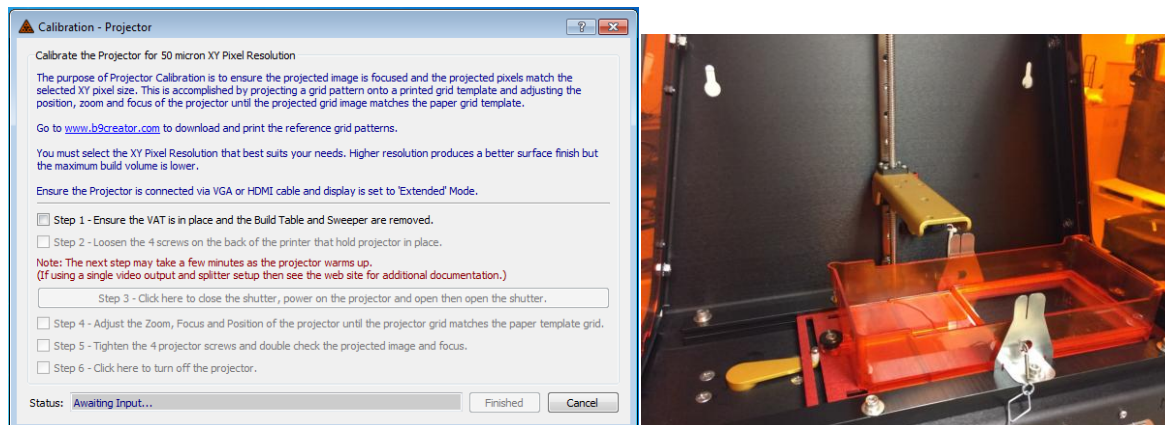 Calibration - Projector
Calibrate the Projector for 50 micron XY Pixel Resolution
The purpose of Projector Calibration is to ensure the projected image is focused and the projected pixels match the
selected XY pixel size. This is accomplished by projecting a grid pattern onto a printed grid template and adjusting the
position, zoom and focus of the projector until the projected grid image matches the paper grid template.
Go to www.b9creator.com to download and print the reference grid patterns.
You must select the XY Pixel Resolution that best suits your needs. Higher resolution produces a better surface finish but
the maximum build volume is lower.
Ensure the Projector is connected via VGA or HDMI cable and display is set to 'Extended' Mode.
Step 1 - Ensure the VAT is in place and the Build Table and Sweeper are removed.
Step 2 - Loosen the 4 screws on the back of the printer that hold projector in place.
Note: The next step may take a few minutes as the projector warms up.
(If using a single video output and splitter setup then see the web site for additional documentation.)
Step 3 - Click here to close the shutter, power on the projector and open then open the shutter.
Step 4 - Adjust the Zoom, Focus and Position of the projector until the projector grid matches the paper template grid.
Step 5 - Tighten the 4 projector screws and double check the projected image and focus.
Step 6 - Click here to turn off the projector.
Status: Awaiting Input... Finished Cancel